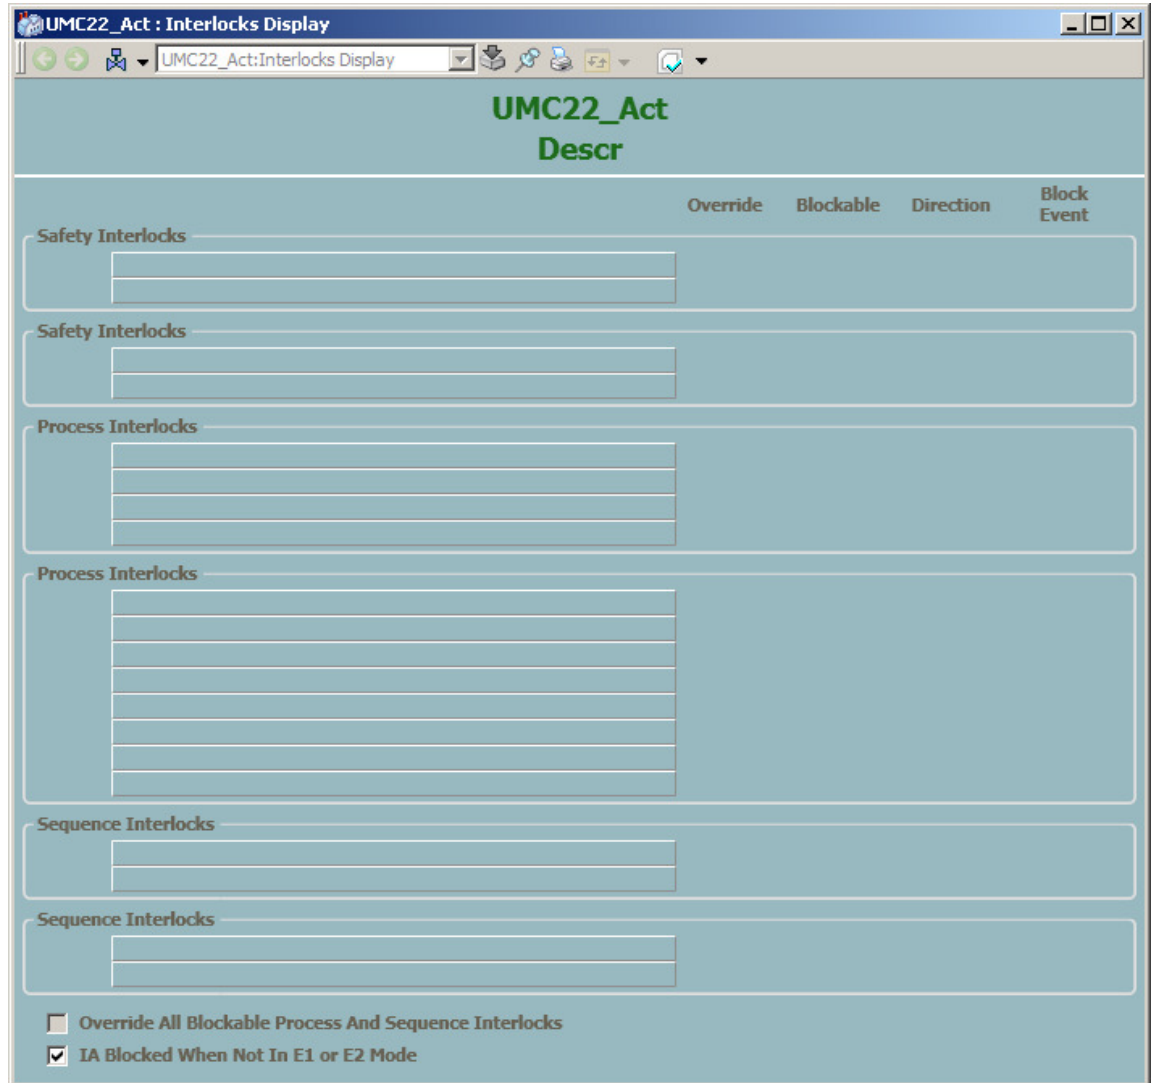 UMC22_Act : Interlocks Display
UMC22_Act:Interlocks Display
UMC22_Act
Descr
Override Blockable Direction Block Event
Safety Interlocks
Safety Interlocks
Process Interlocks
Process Interlocks
Sequence Interlocks
Sequence Interlocks
Override All Blockable Process And Sequence Interlocks
IA Blocked When Not In E1 or E2 Mode